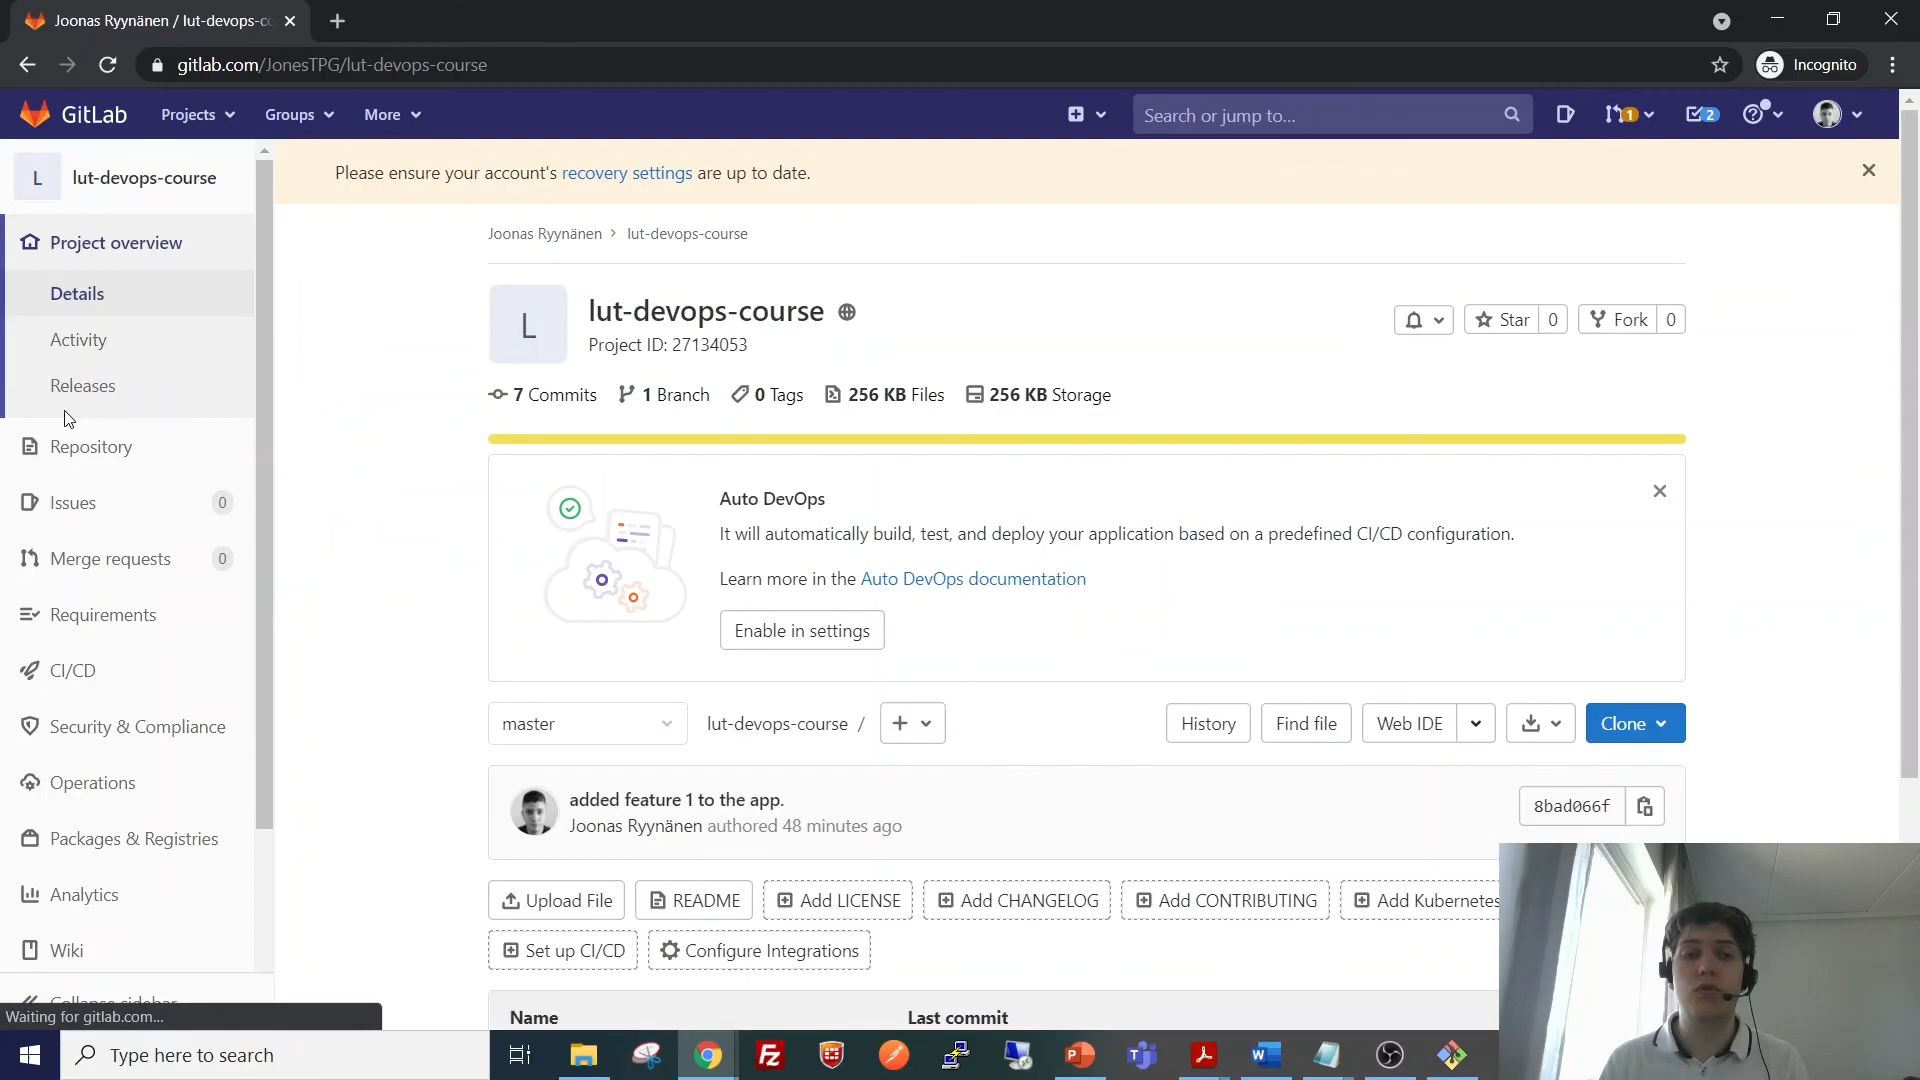 Joonas Ryynänen / lut-devops-co
gitlab.com/JonesTPG/lut-devops-course
Incognito
GitLab
Projects
Groups
More
Search or jump to...
1
2
L
lut-devops-course
Project overview
Details
Activity
Releases
Repository
Issues
0
Merge requests
0
Requirements
CI/CD
Security & Compliance
Operations
Packages & Registries
Analytics
Wiki
Collapse sidebar
Waiting for gitlab.com...
Please ensure your account's recovery settings are up to date.
Joonas Ryynänen > lut-devops-course
L
lut-devops-course
Project ID: 27134053
Star 0
Fork 0
7 Commits 1 Branch 0 Tags 256 KB Files 256 KB Storage
Auto DevOps
It will automatically build, test, and deploy your application based on a predefined CI/CD configuration.
Learn more in the Auto DevOps documentation
Enable in settings
master
lut-devops-course /
History
Find file
Web IDE
Clone
added feature 1 to the app.
Joonas Ryynänen authored 48 minutes ago
8bad066f
Upload File
README
Add LICENSE
Add CHANGELOG
Add CONTRIBUTING
Add Kubernetes
Set up CI/CD
Configure Integrations
Name
Last commit
Type here to search